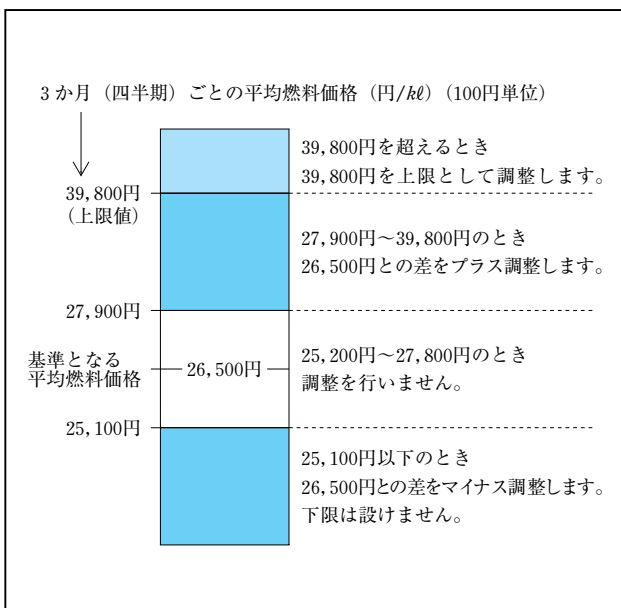 3か月（四半期）ごとの平均燃料価格（円/kℓ）（100円単位）
39,800円を超えるとき
39,800円を上限として調整します。
39,800円
（上限値）
27,900円～39,800円のとき
26,500円との差をプラス調整します。
27,900円
基準となる
平均燃料価格
26,500円
25,200円～27,800円のとき
調整を行いません。
25,100円
25,100円以下のとき
26,500円との差をマイナス調整します。
下限は設けません。